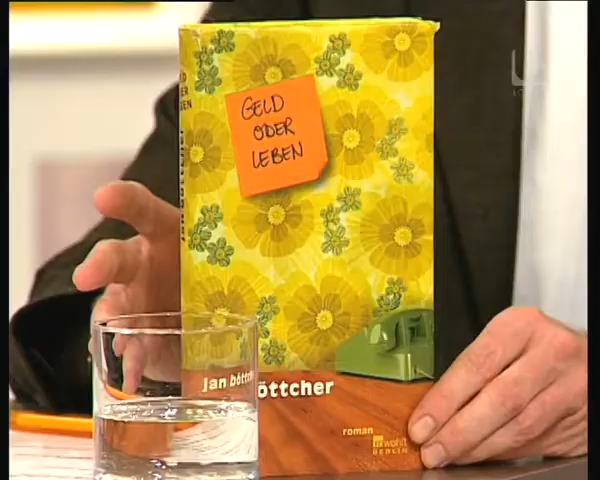 GELD
ODER
LEBEN
jan böttcher
roman
rowohlt
BERLIN